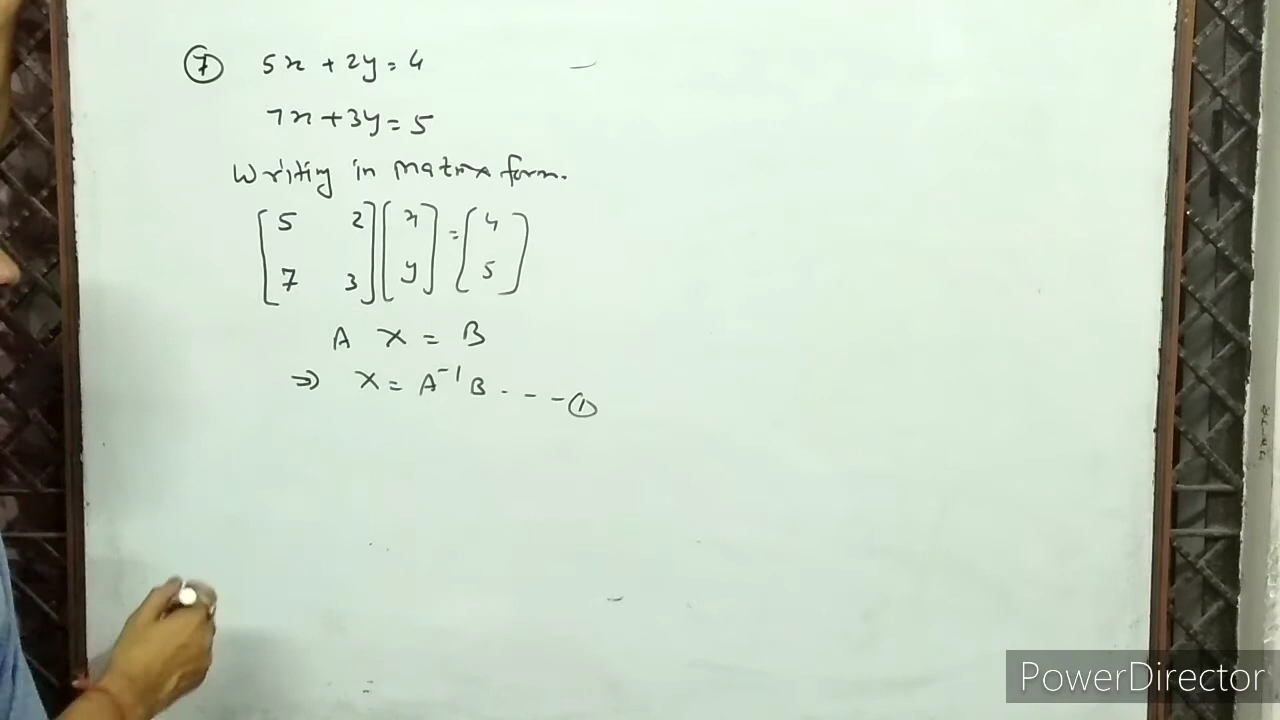 ⑦ 5x + 2y = 4
7x + 3y = 5
Writing in matrix form.
[5 2] [x] = [4]
[7 3] [y] [5]
A X = B
⇒ X = A⁻¹B - - - ①
PowerDirector